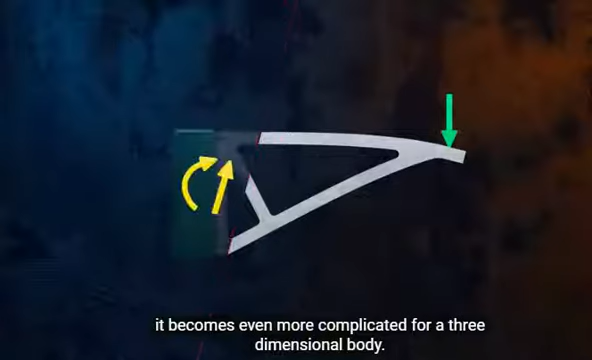 it becomes even more complicated for a three
dimensional body.